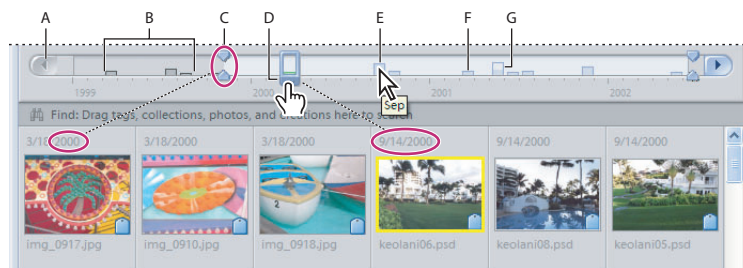 A B C D E F G
1999 2000 2001 2002
Sep
Find: Drag tags, collections, photos, and creations here to search
3/18/2000 3/18/2000 3/18/2000 9/14/2000 9/14/2000 9/14/2000
2
img_0917.jpg img_0910.jpg img_0918.jpg keolani06.psd keolani08.psd keolani05.psd